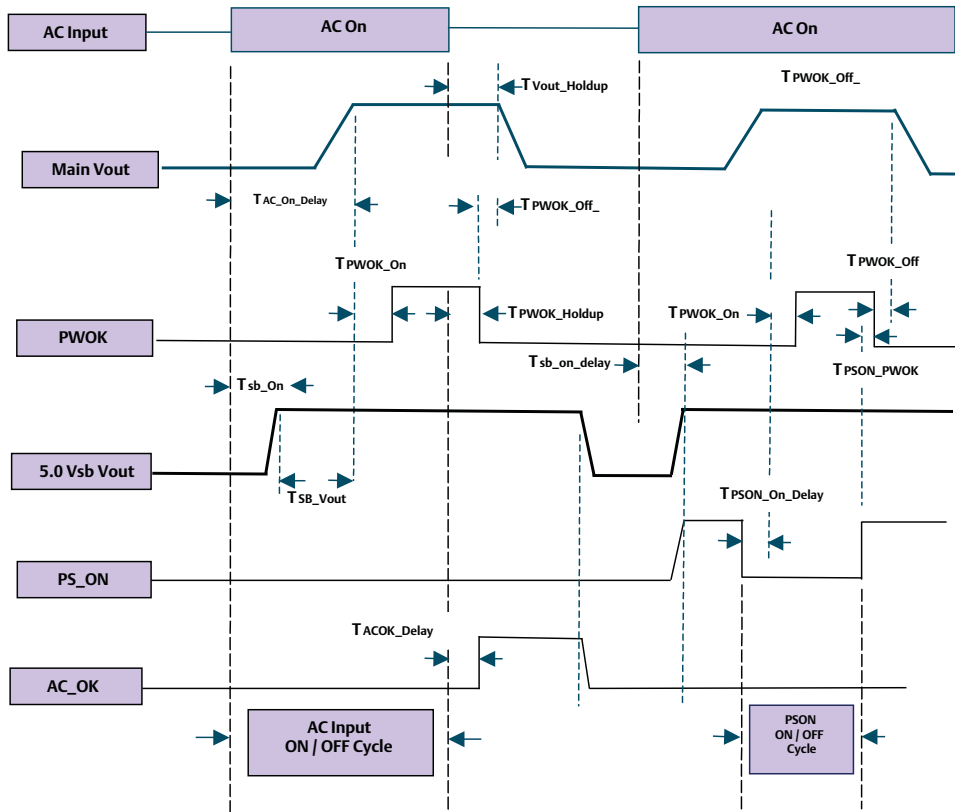 AC Input
AC On
AC On
T Vout_Holdup
T PWOK_Off_
Main Vout
T AC_On_Delay
T PWOK_Off_
T PWOK_On
T PWOK_Off
T PWOK_Holdup
T PWOK_On
PWOK
T sb_on_delay
T PSON_PWOK
T sb_On
5.0 Vsb Vout
T SB_Vout
T PSON_On_Delay
PS_ON
T ACOK_Delay
AC_OK
AC Input
ON / OFF Cycle
PSON
ON / OFF
Cycle